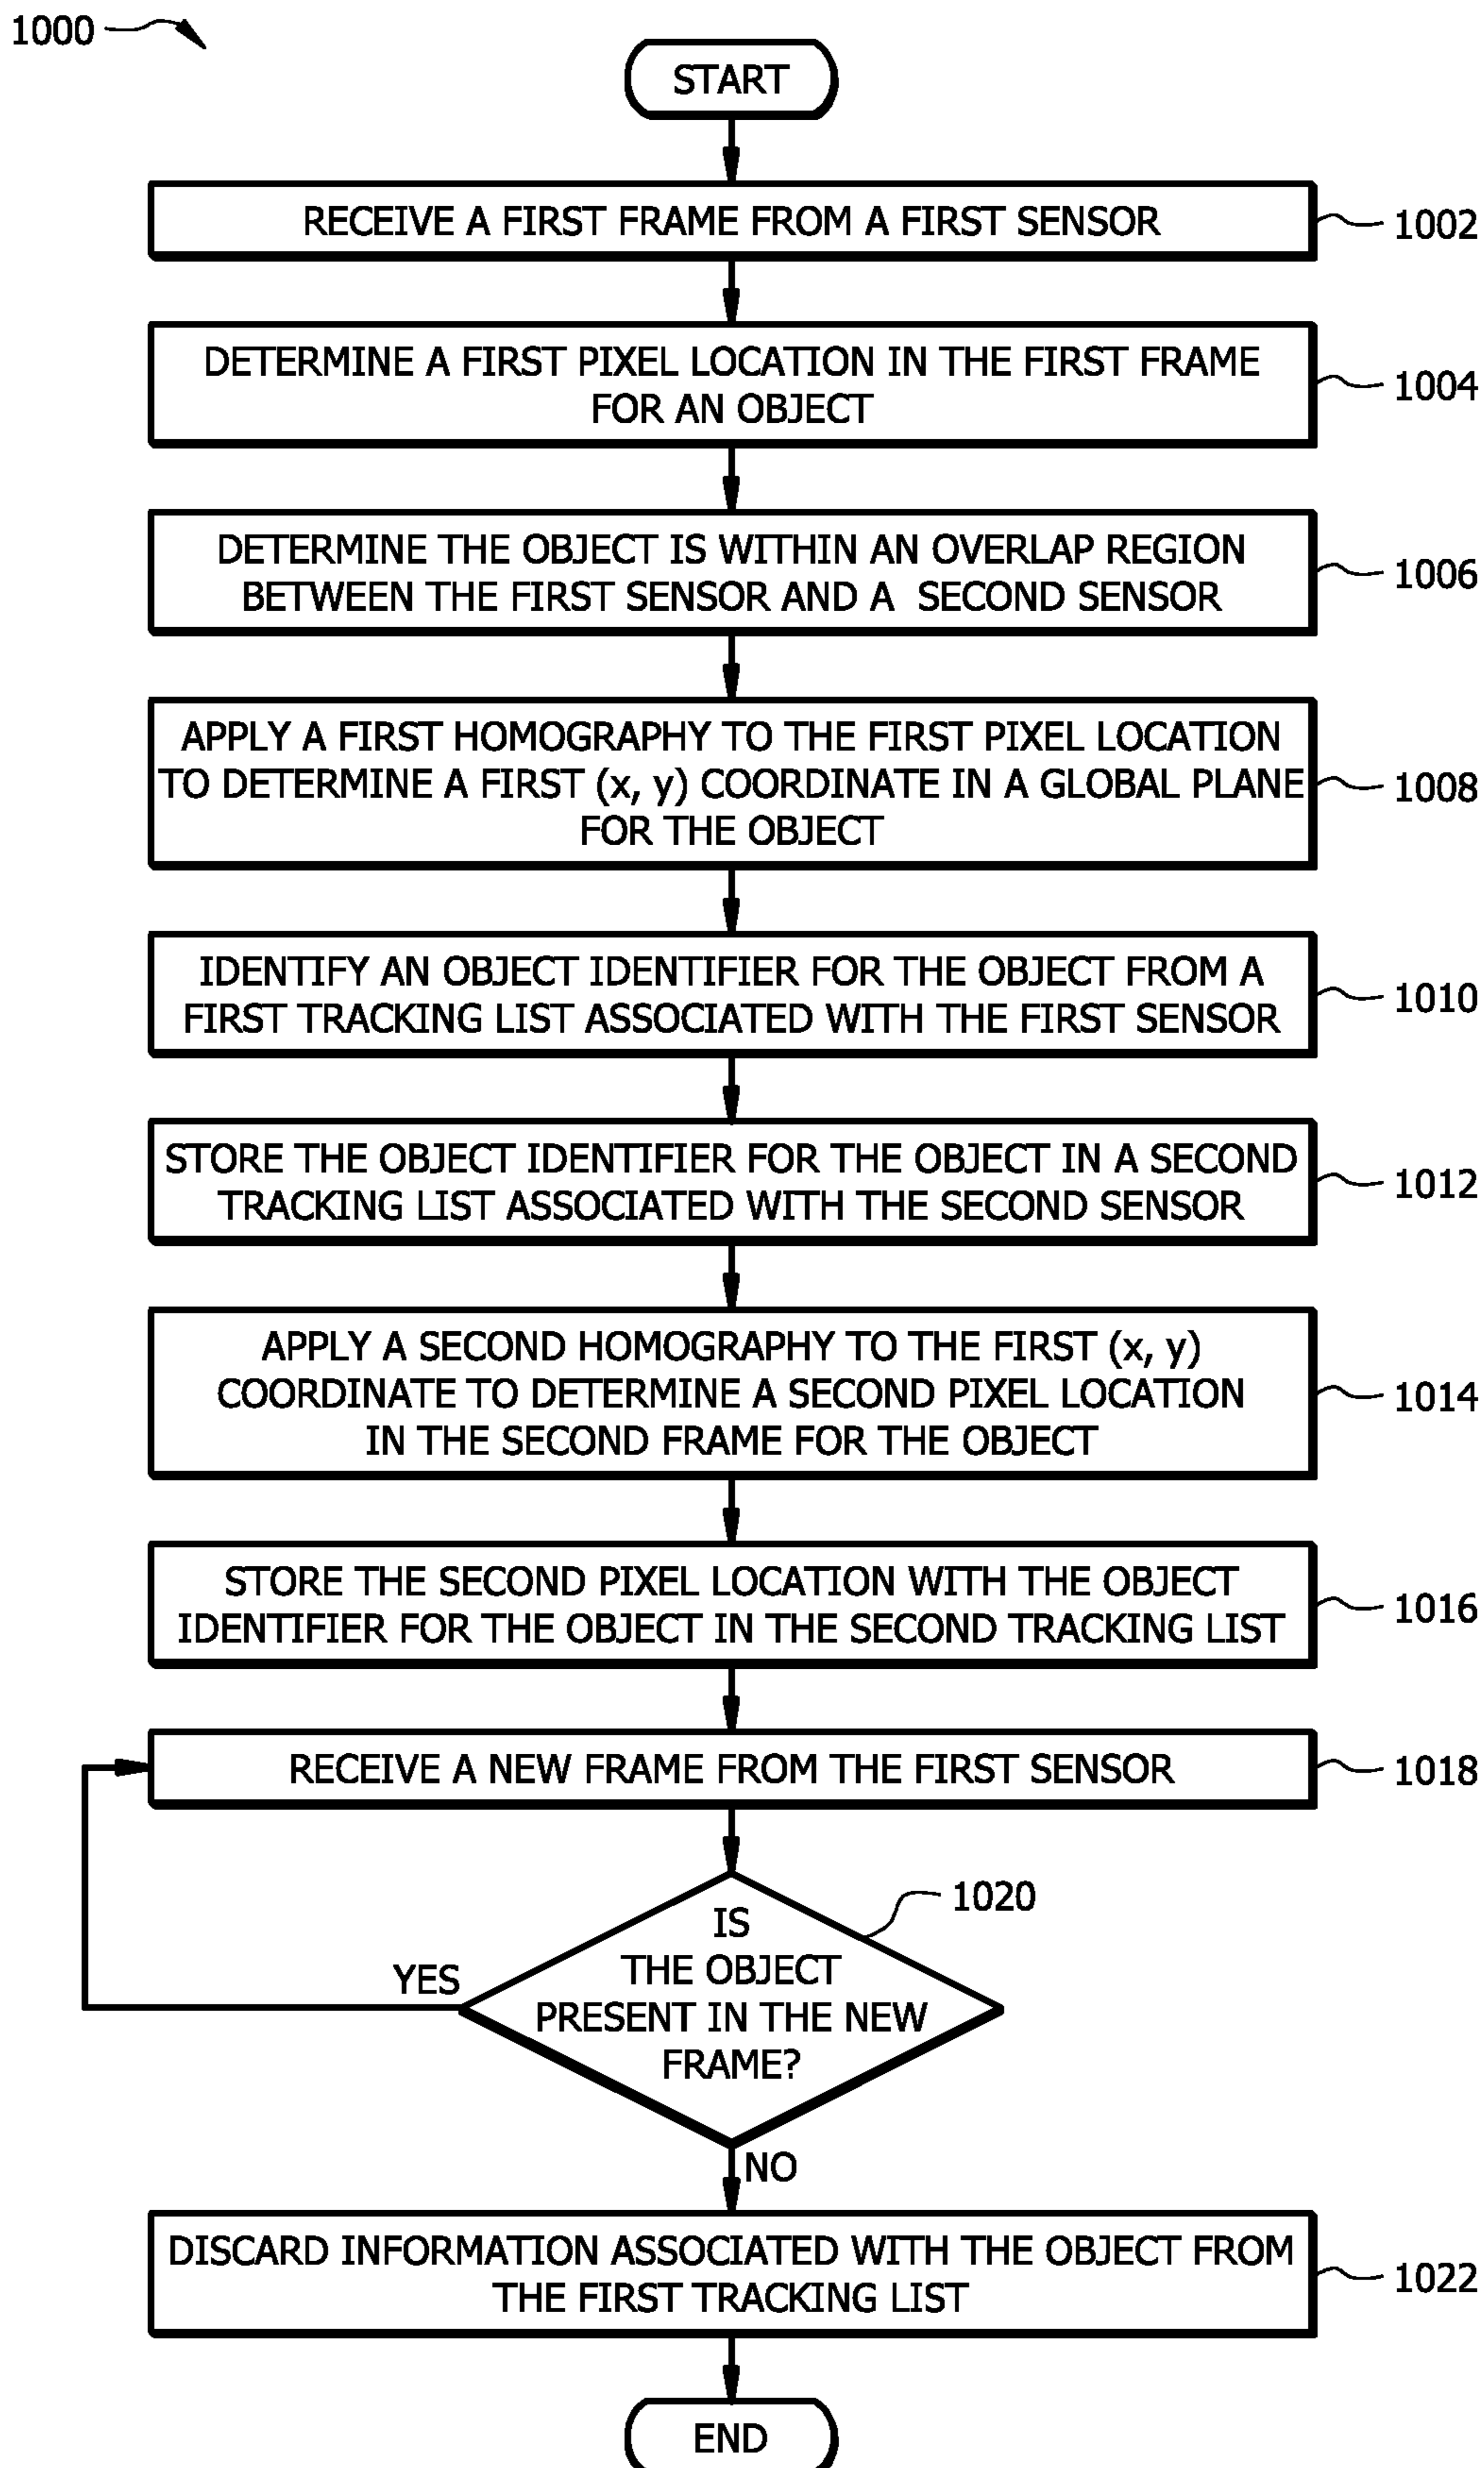 1000
START
RECEIVE A FIRST FRAME FROM A FIRST SENSOR
1002
DETERMINE A FIRST PIXEL LOCATION IN THE FIRST FRAME
FOR AN OBJECT
1004
DETERMINE THE OBJECT IS WITHIN AN OVERLAP REGION
BETWEEN THE FIRST SENSOR AND A SECOND SENSOR
1006
APPLY A FIRST HOMOGRAPHY TO THE FIRST PIXEL LOCATION
TO DETERMINE A FIRST (x, y) COORDINATE IN A GLOBAL PLANE
FOR THE OBJECT
1008
IDENTIFY AN OBJECT IDENTIFIER FOR THE OBJECT FROM A
FIRST TRACKING LIST ASSOCIATED WITH THE FIRST SENSOR
1010
STORE THE OBJECT IDENTIFIER FOR THE OBJECT IN A SECOND
TRACKING LIST ASSOCIATED WITH THE SECOND SENSOR
1012
APPLY A SECOND HOMOGRAPHY TO THE FIRST (x, y)
COORDINATE TO DETERMINE A SECOND PIXEL LOCATION
IN THE SECOND FRAME FOR THE OBJECT
1014
STORE THE SECOND PIXEL LOCATION WITH THE OBJECT
IDENTIFIER FOR THE OBJECT IN THE SECOND TRACKING LIST
1016
RECEIVE A NEW FRAME FROM THE FIRST SENSOR
1018
IS
THE OBJECT
PRESENT IN THE NEW
FRAME?
1020
YES
NO
DISCARD INFORMATION ASSOCIATED WITH THE OBJECT FROM
THE FIRST TRACKING LIST
1022
END